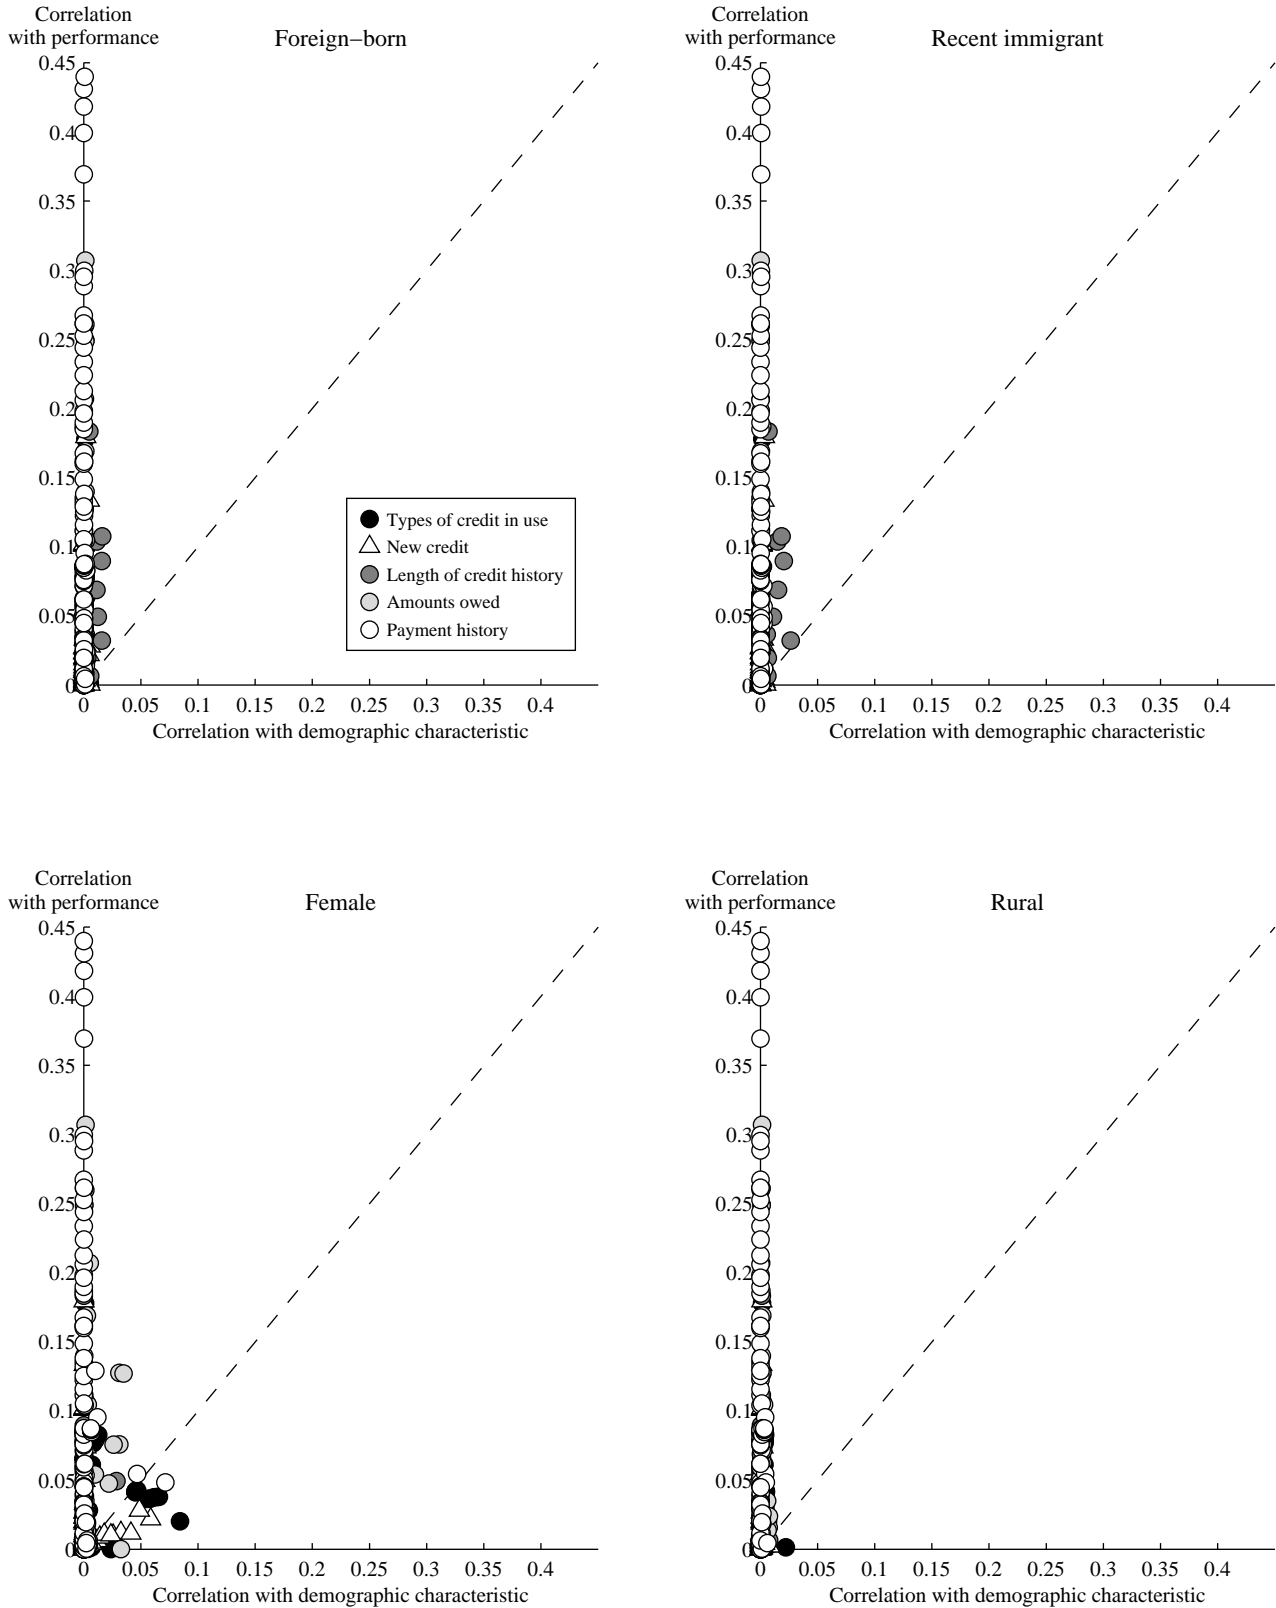 Correlation
with performance
Foreign–born
0.45
0.4
0.35
0.3
0.25
0.2
0.15
0.1
0.05
0
0 0.05 0.1 0.15 0.2 0.25 0.3 0.35 0.4
Correlation with demographic characteristic
Types of credit in use
New credit
Length of credit history
Amounts owed
Payment history
Correlation
with performance
Recent immigrant
0.45
0.4
0.35
0.3
0.25
0.2
0.15
0.1
0.05
0
0 0.05 0.1 0.15 0.2 0.25 0.3 0.35 0.4
Correlation with demographic characteristic
Correlation
with performance
Female
0.45
0.4
0.35
0.3
0.25
0.2
0.15
0.1
0.05
0
0 0.05 0.1 0.15 0.2 0.25 0.3 0.35 0.4
Correlation with demographic characteristic
Correlation
with performance
Rural
0.45
0.4
0.35
0.3
0.25
0.2
0.15
0.1
0.05
0
0 0.05 0.1 0.15 0.2 0.25 0.3 0.35 0.4
Correlation with demographic characteristic